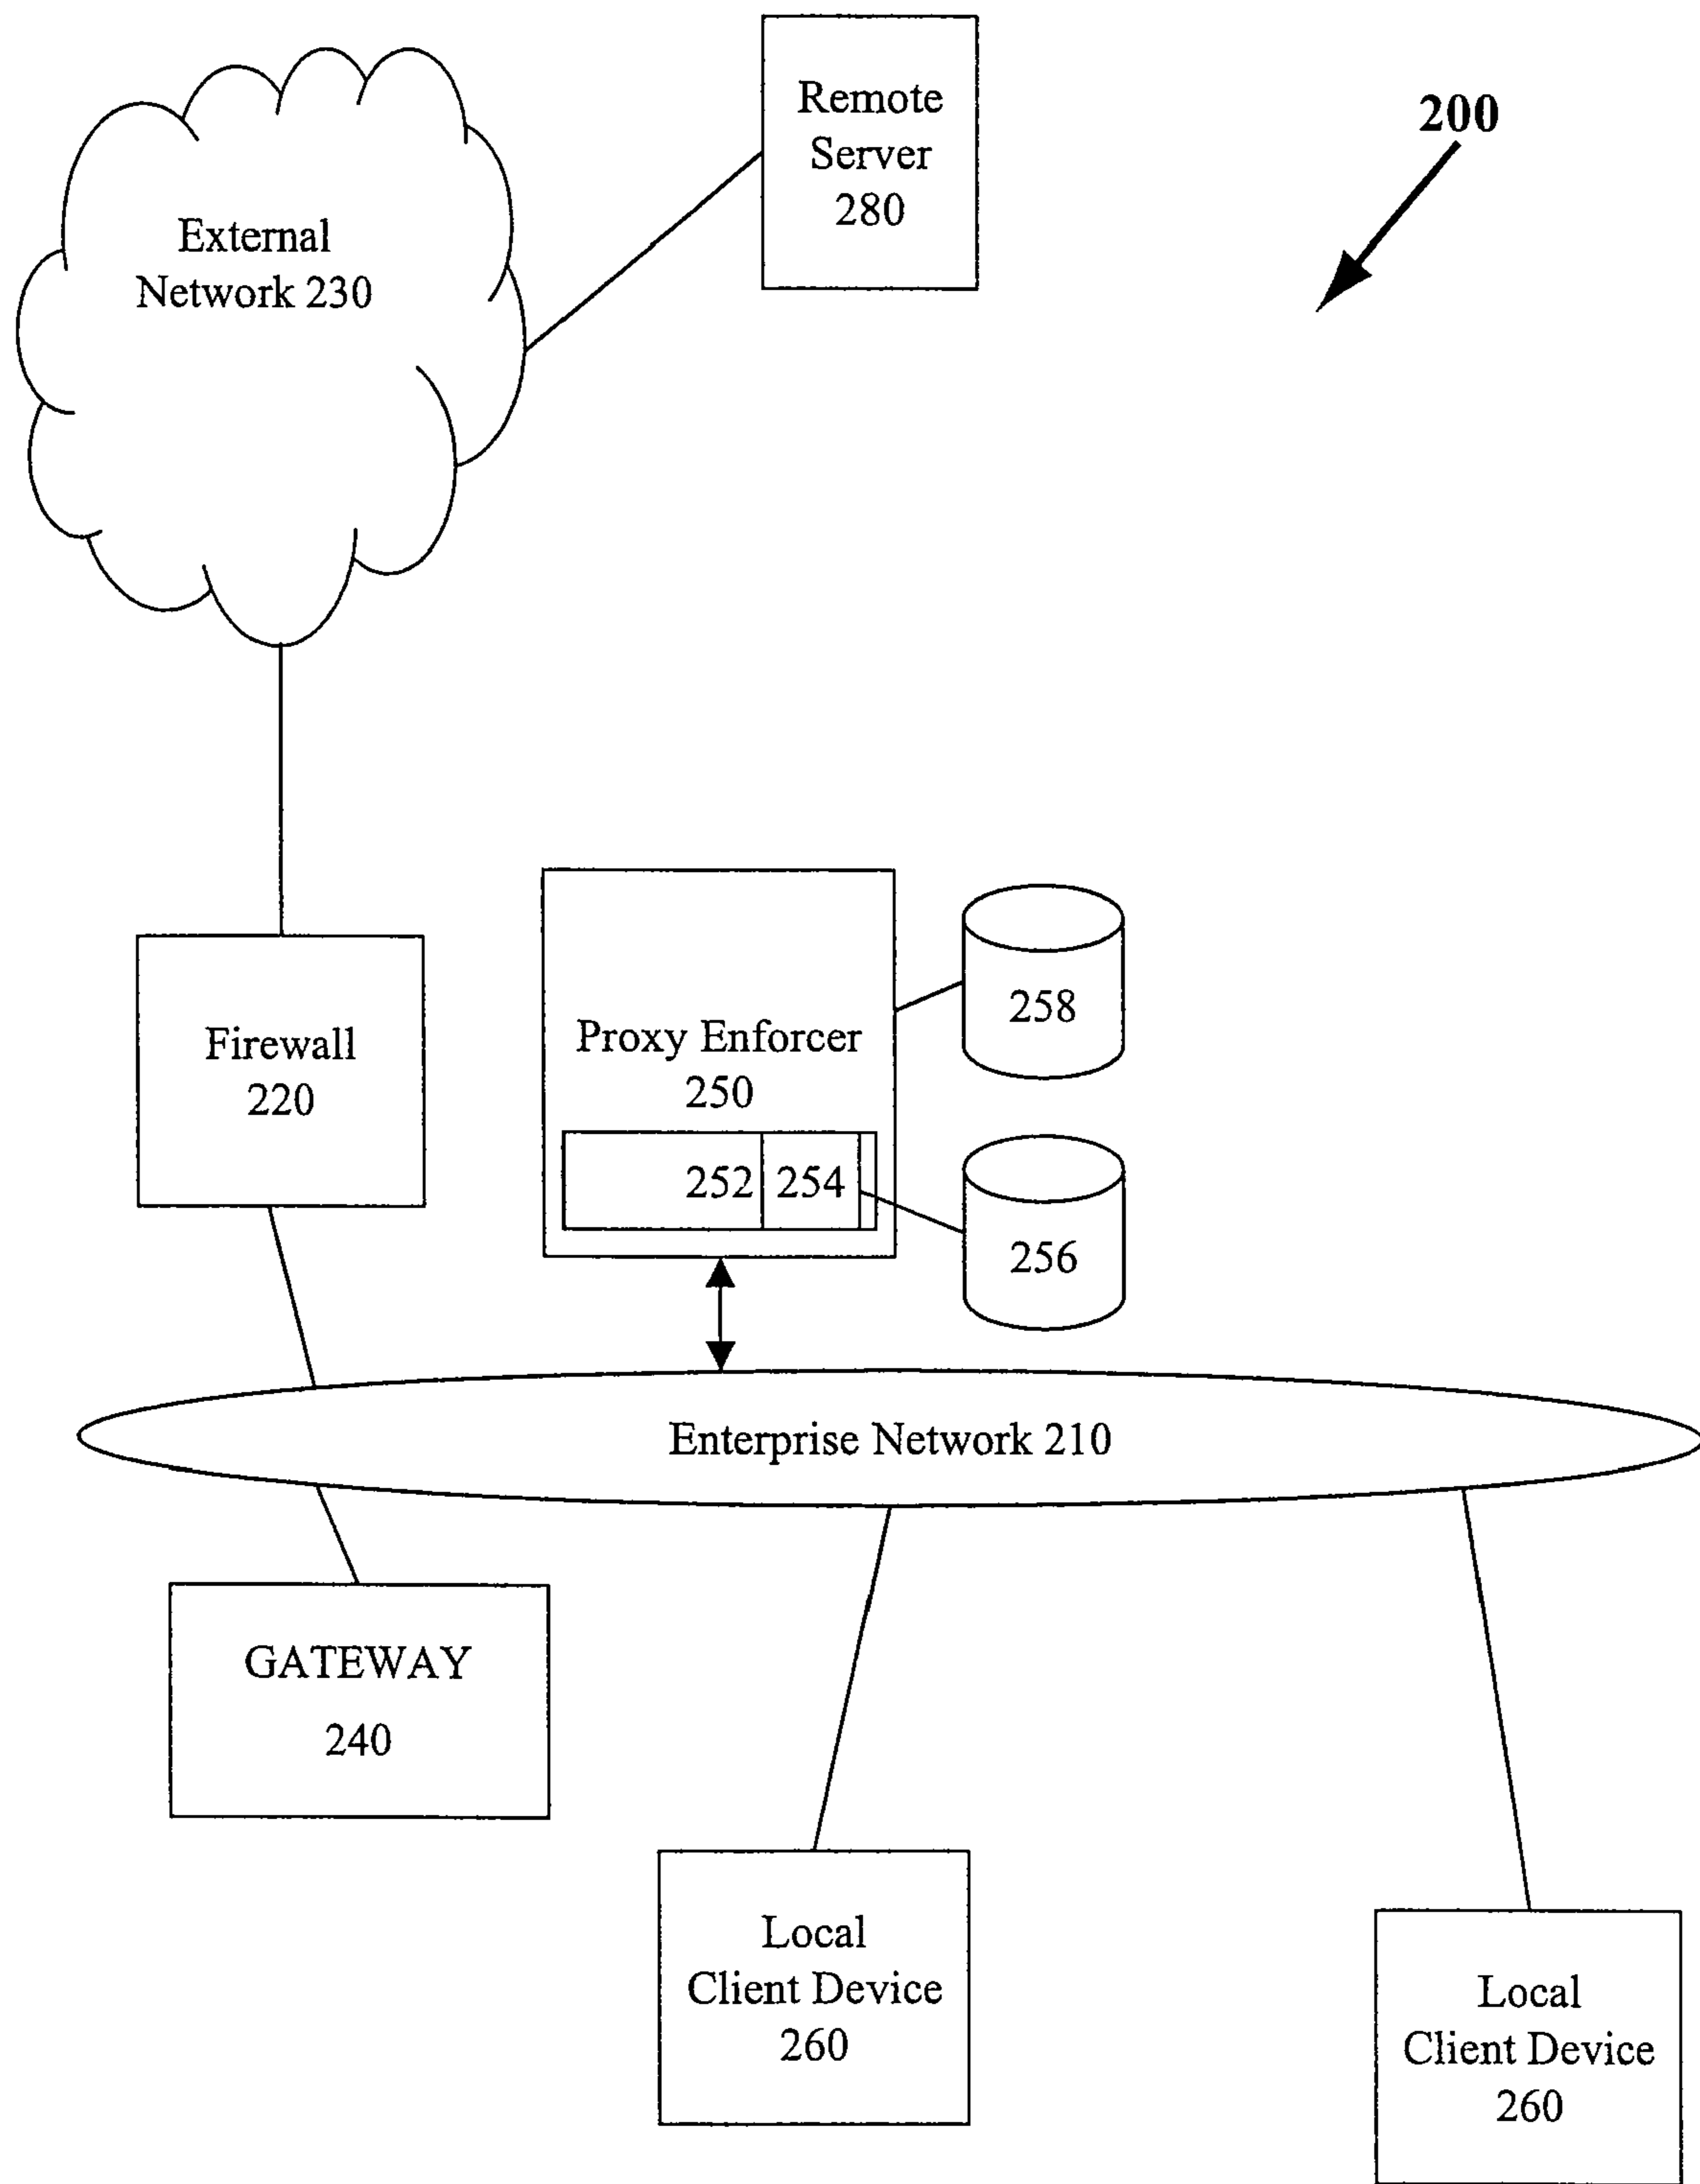 Remote
Server
280
200
External
Network 230
Proxy Enforcer
250
252 254
258
256
Firewall
220
Enterprise Network 210
GATEWAY
240
Local
Client Device
260
Local
Client Device
260